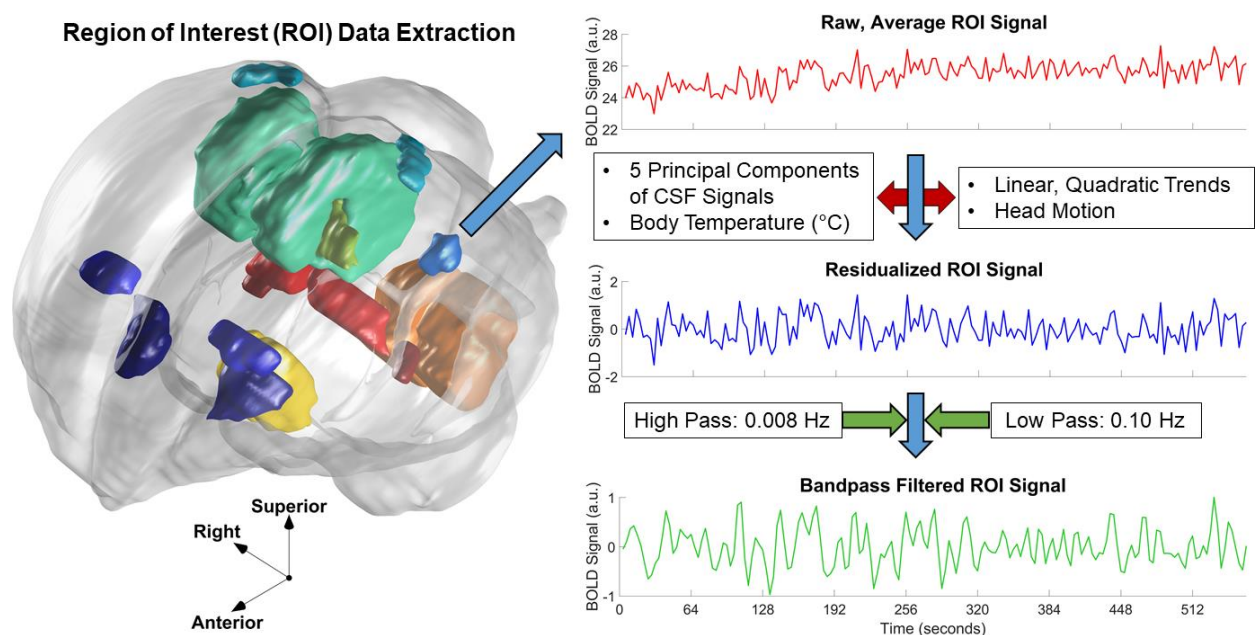 Region of Interest (ROI) Data Extraction
Superior
Right
Anterior
Raw, Average ROI Signal
BOLD Signal (a.u.)
28
26
24
22
• 5 Principal Components
of CSF Signals
• Body Temperature (°C)
• Linear, Quadratic Trends
• Head Motion
Residualized ROI Signal
BOLD Signal (a.u.)
2
0
-2
High Pass: 0.008 Hz
Low Pass: 0.10 Hz
Bandpass Filtered ROI Signal
BOLD Signal (a.u.)
1
0
-1
0 64 128 192 256 320 384 448 512
Time (seconds)